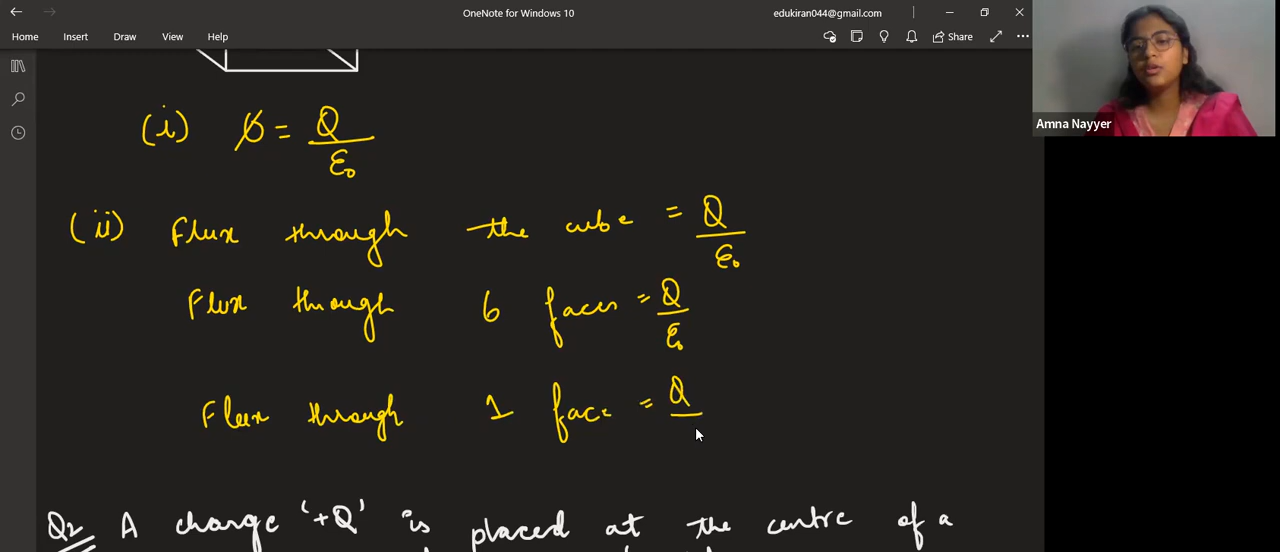 OneNote for Windows 10
edukiran044@gmail.com
Home Insert Draw View Help
Share
Amna Nayyer
(i) φ = Q/ε₀
(ii) Flux through the cube = Q/ε₀
Flux through 6 faces = Q/ε₀
Flux through 1 face = Q
Q2 A charge '+Q' is placed at the centre of a